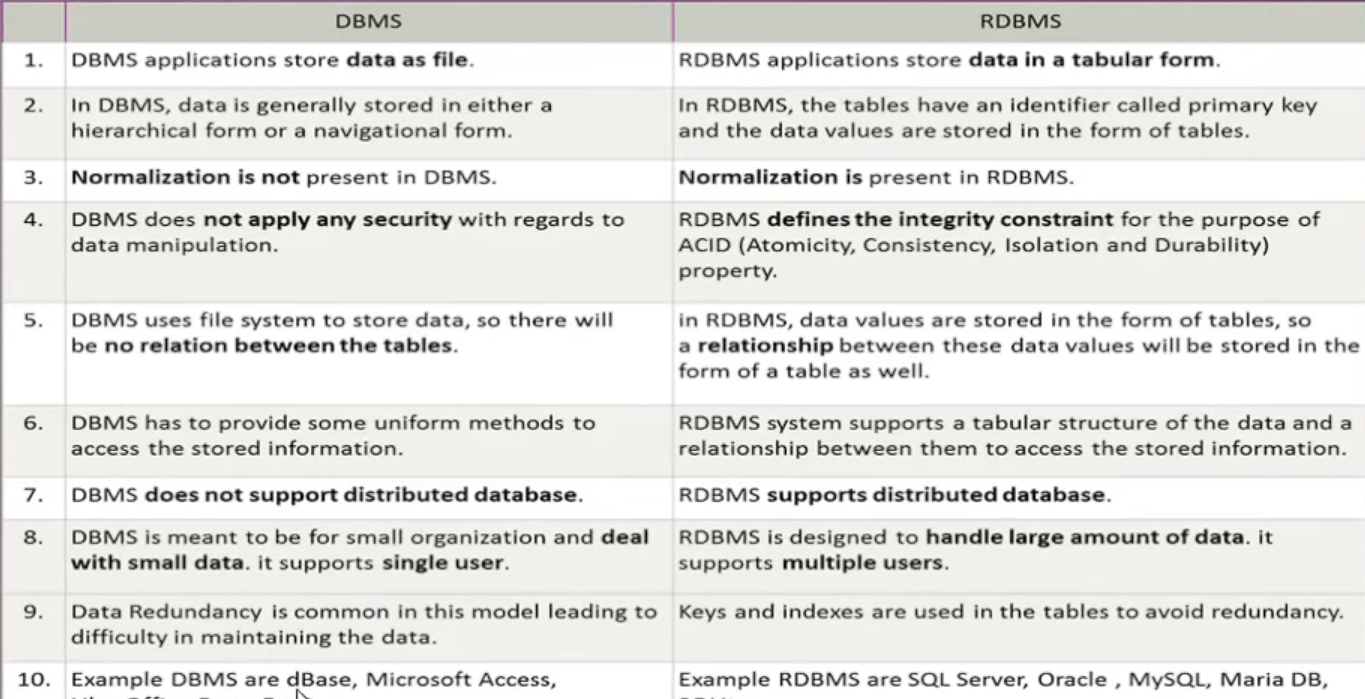 DBMS
RDBMS
1.
DBMS applications store data as file.
RDBMS applications store data in a tabular form.
2.
In DBMS, data is generally stored in either a
hierarchical form or a navigational form.
In RDBMS, the tables have an identifier called primary key
and the data values are stored in the form of tables.
3.
Normalization is not present in DBMS.
Normalization is present in RDBMS.
4.
DBMS does not apply any security with regards to
data manipulation.
RDBMS defines the integrity constraint for the purpose of
ACID (Atomicity, Consistency, Isolation and Durability)
property.
5.
DBMS uses file system to store data, so there will
be no relation between the tables.
in RDBMS, data values are stored in the form of tables, so
a relationship between these data values will be stored in the
form of a table as well.
6.
DBMS has to provide some uniform methods to
access the stored information.
RDBMS system supports a tabular structure of the data and a
relationship between them to access the stored information.
7.
DBMS does not support distributed database.
RDBMS supports distributed database.
8.
DBMS is meant to be for small organization and deal
with small data. it supports single user.
RDBMS is designed to handle large amount of data. it
supports multiple users.
9.
Data Redundancy is common in this model leading to
difficulty in maintaining the data.
Keys and indexes are used in the tables to avoid redundancy.
10.
Example DBMS are dBase, Microsoft Access,
Example RDBMS are SQL Server, Oracle , MySQL, Maria DB,